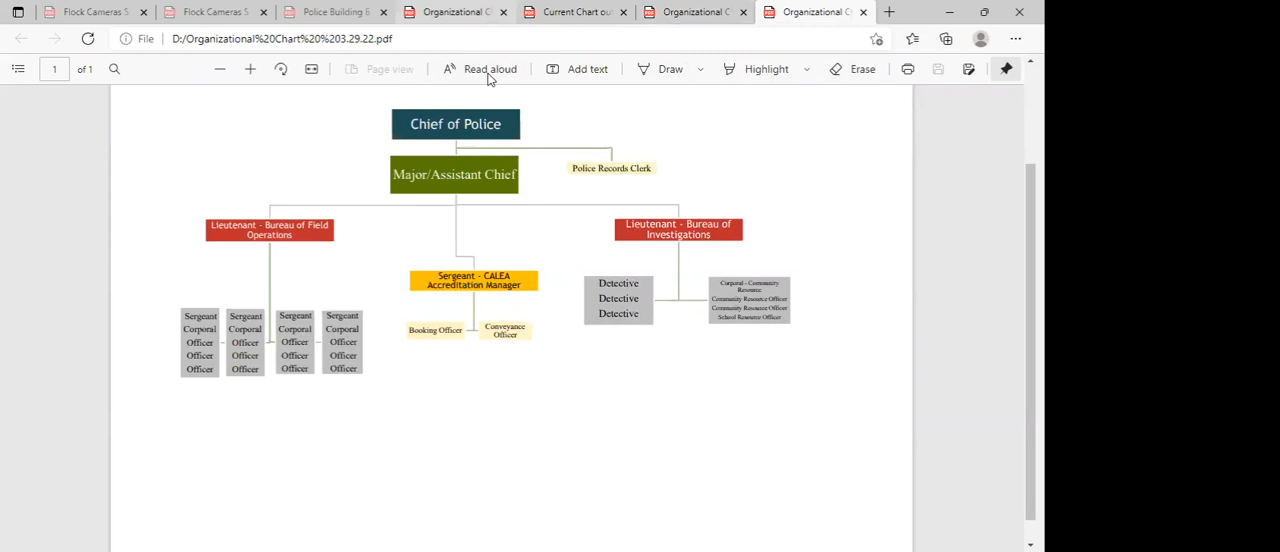 Flock Cameras S
Flock Cameras S
Police Building E
Organizational C
Current Chart ou
Organizational C
Organizational C
File
D:/Organizational%20Chart%20%203.29.22.pdf
1
of 1
Page view
Read aloud
Add text
Draw
Highlight
Erase
Chief of Police
Major/Assistant Chief
Police Records Clerk
Lieutenant - Bureau of Field
Operations
Lieutenant - Bureau of
Investigations
Sergeant - CALEA
Accreditation Manager
Booking Officer
Conveyance
Officer
Detective
Detective
Detective
Corporal - Community
Resource
Community Resource Officer
Community Resource Officer
School Resource Officer
Sergeant
Corporal
Officer
Officer
Officer
Sergeant
Corporal
Officer
Officer
Officer
Sergeant
Corporal
Officer
Officer
Officer
Sergeant
Corporal
Officer
Officer
Officer